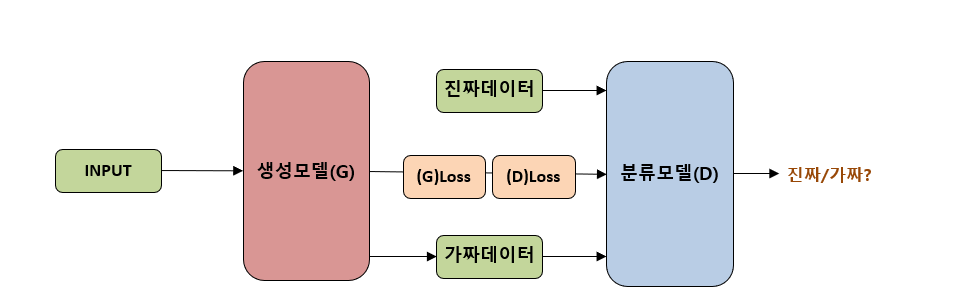 진짜데이터
INPUT
생성모델(G)
(G)Loss
(D)Loss
분류모델(D)
진짜/가짜?
가짜데이터